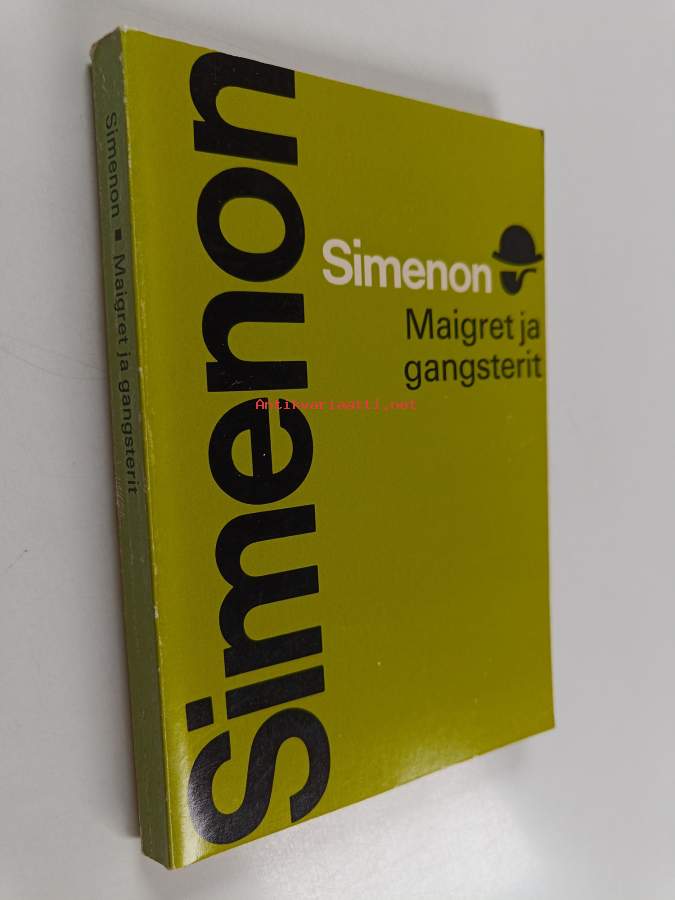 Simenon ■ Maigret ja gangsterit
Simenon
Simenon
Maigret ja
gangsterit
Antikvariaatti.net